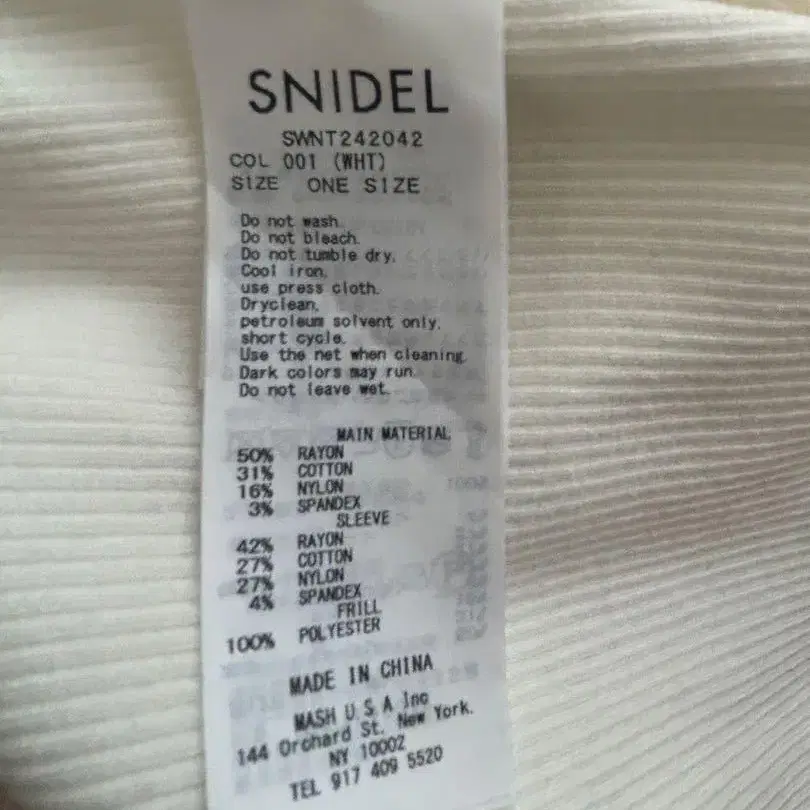 SNIDEL
SWNT242042
COL 001 (WHT)
SIZE ONE SIZE
Do not wash.
Do not bleach.
Do not tumble dry.
Cool iron.
use press cloth.
Dryclean.
petroleum solvent only.
short cycle.
Use the net when cleaning.
Dark colors may run.
Do not leave wet.
MAIN MATERIAL
50% RAYON
31% COTTON
16% NYLON
3% SPANDEX
SLEEVE
42% RAYON
27% COTTON
27% NYLON
4% SPANDEX
FRILL
100% POLYESTER
MADE IN CHINA
MASH U S A Inc
144 Orchard St. New York.
NY 10002
TEL 917 409 5520